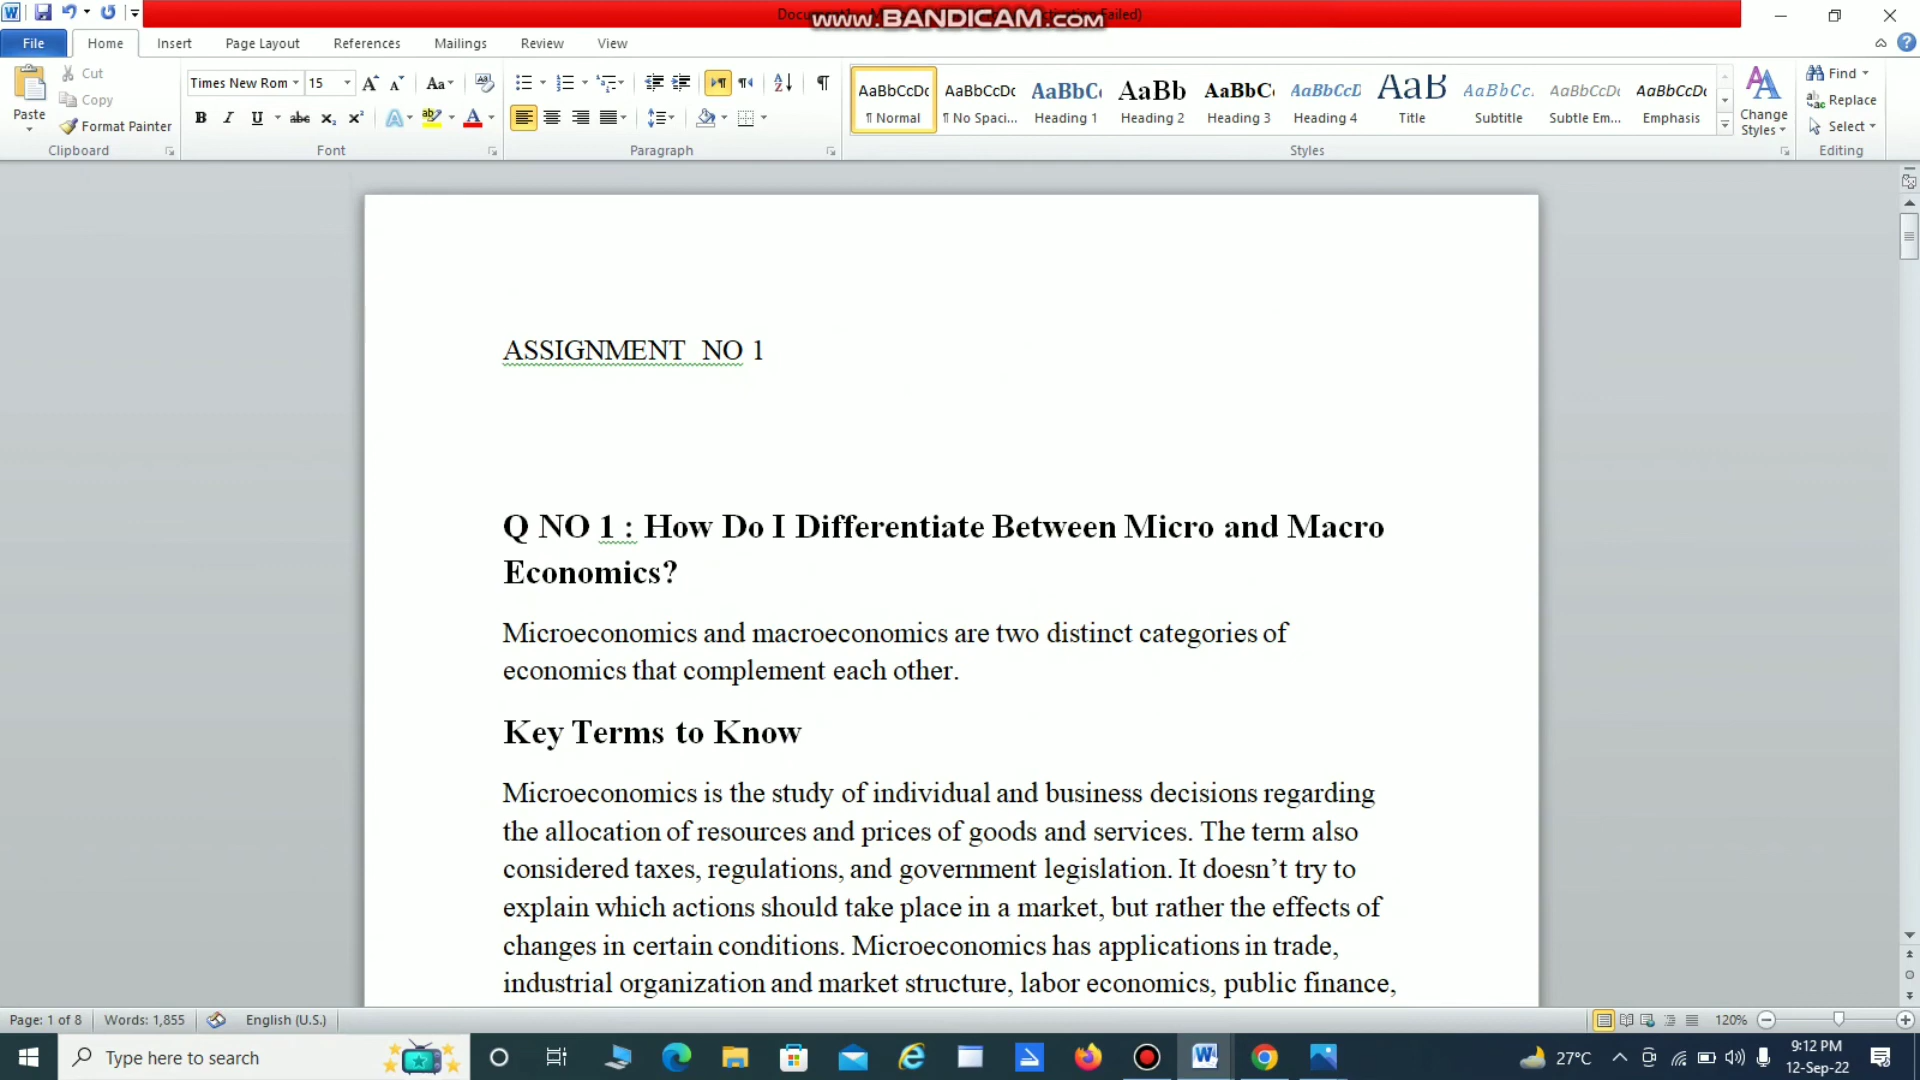 www.BANDICAM.com
File Home Insert Page Layout References Mailings Review View
Cut
Copy
Format Painter
Paste
Clipboard
Times New Rom 15
Font
Paragraph
AaBbCcDc AaBbCcDc AaBbC AaBb AaBbC AaBbCcD AaB AaBbCc. AaBbCcDc AaBbCcDc
¶ Normal ¶ No Spaci... Heading 1 Heading 2 Heading 3 Heading 4 Title Subtitle Subtle Em... Emphasis
Styles
Change
Styles
Find
Replace
Select
Editing
ASSIGNMENT NO 1
Q NO 1 : How Do I Differentiate Between Micro and Macro
Economics?
Microeconomics and macroeconomics are two distinct categories of
economics that complement each other.
Key Terms to Know
Microeconomics is the study of individual and business decisions regarding
the allocation of resources and prices of goods and services. The term also
considered taxes, regulations, and government legislation. It doesn’t try to
explain which actions should take place in a market, but rather the effects of
changes in certain conditions. Microeconomics has applications in trade,
industrial organization and market structure, labor economics, public finance,
Page: 1 of 8 Words: 1,855 English (U.S.) 120%
Type here to search
27°C
9:12 PM
12-Sep-22